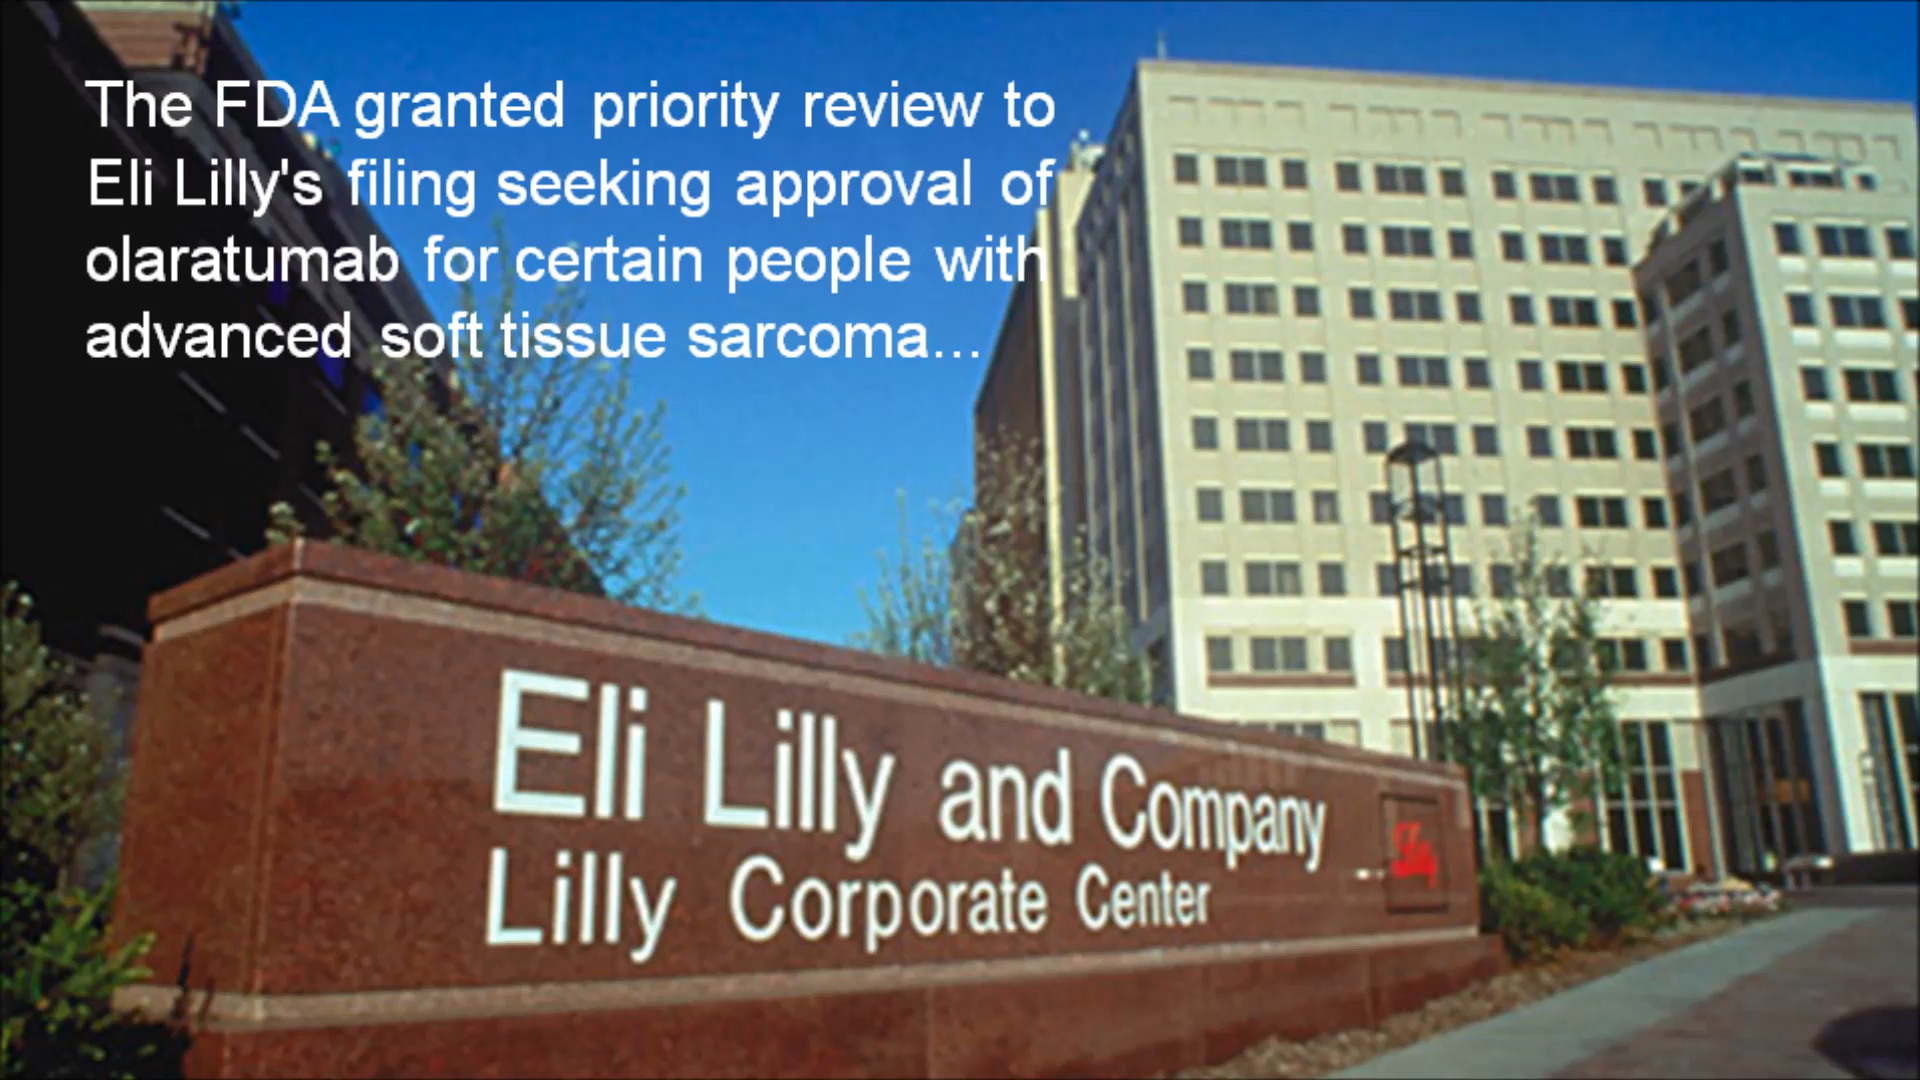 The FDA granted priority review to
Eli Lilly's filing seeking approval of
olaratumab for certain people with
advanced soft tissue sarcoma...
Eli Lilly and Company
Lilly
Lilly Corporate Center